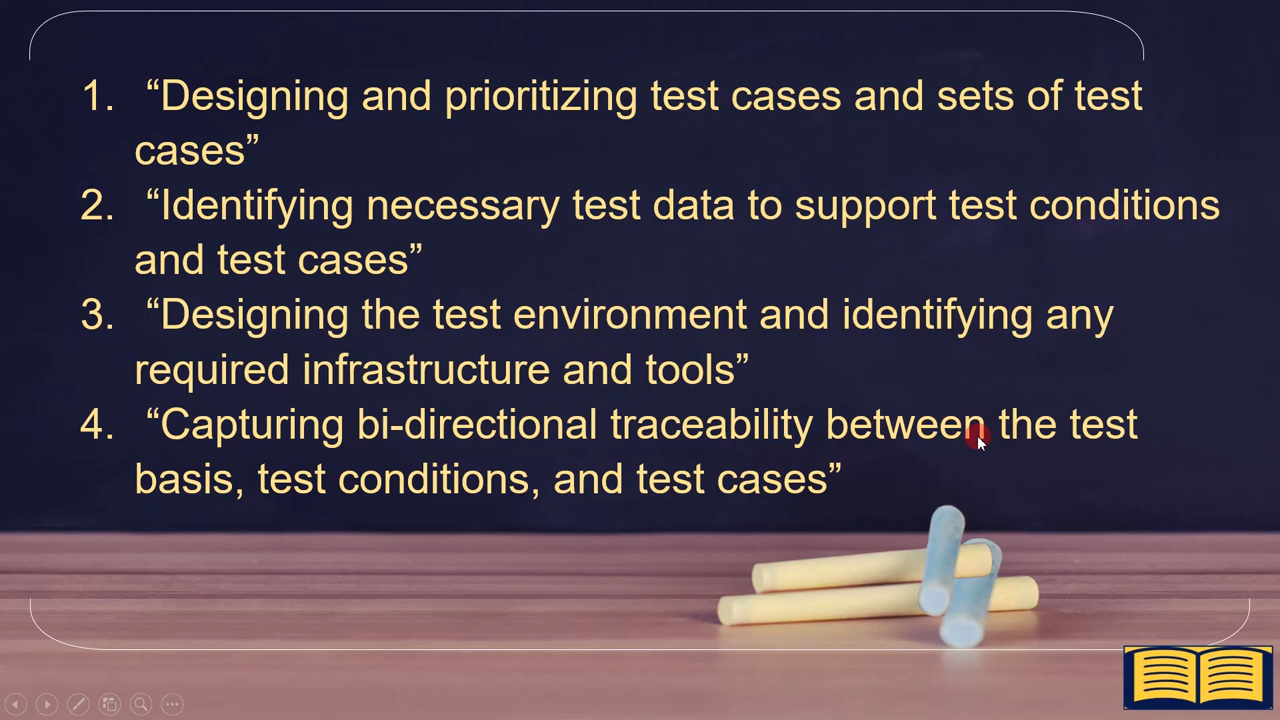 1. “Designing and prioritizing test cases and sets of test
cases”
2. “Identifying necessary test data to support test conditions
and test cases”
3. “Designing the test environment and identifying any
required infrastructure and tools”
4. “Capturing bi-directional traceability between the test
basis, test conditions, and test cases”